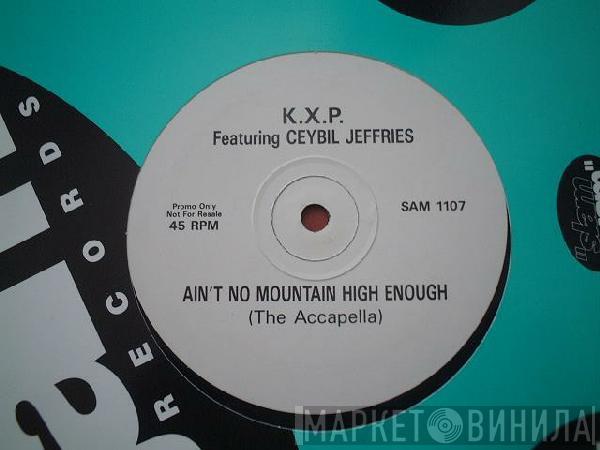 K.X.P.
Featuring CEYBIL JEFFRIES
Promo Only
Not For Resale
45 RPM
SAM 1107
AIN'T NO MOUNTAIN HIGH ENOUGH
(The Accapella)
RECORDS
"slam
МАРКЕТ ВИНИЛА